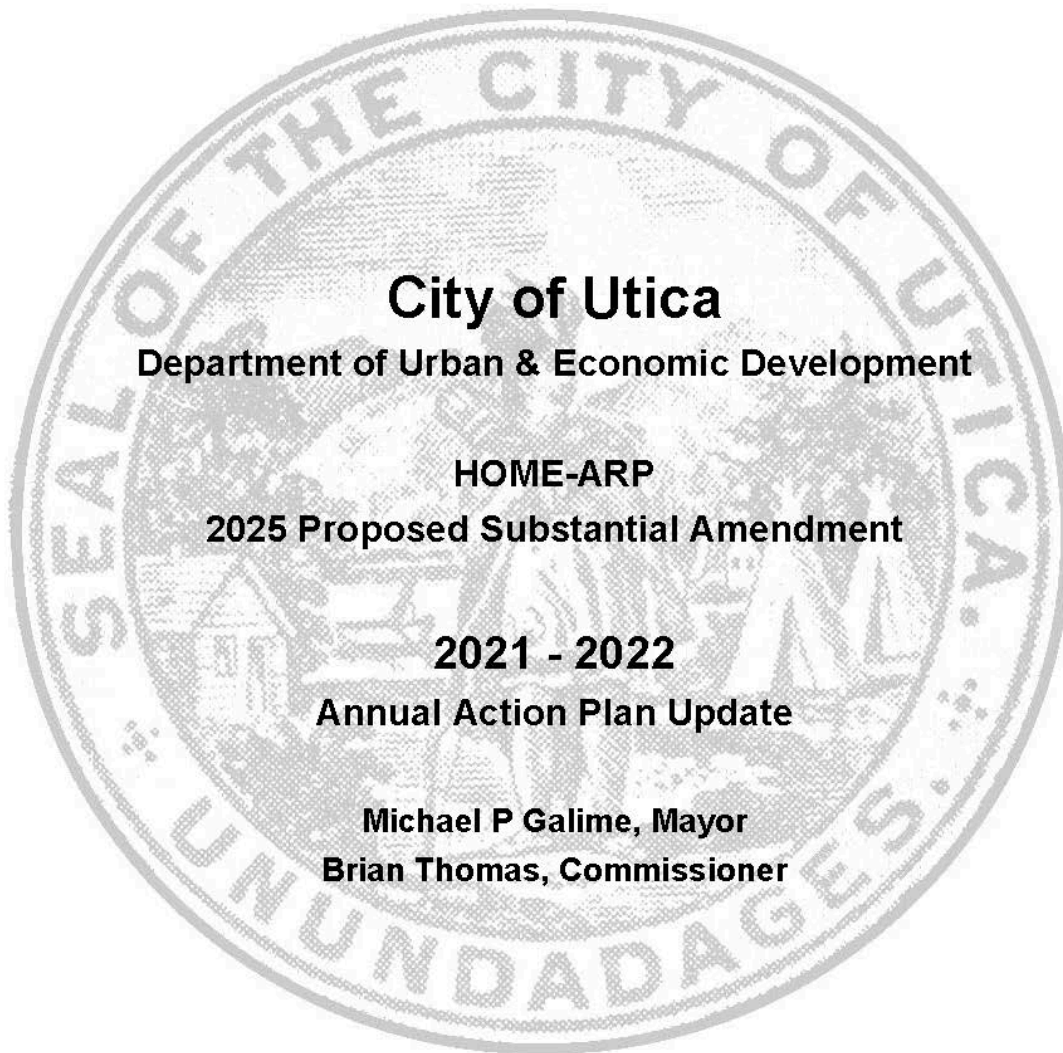 SEAL OF THE CITY OF UTICA.
City of Utica
Department of Urban & Economic Development
HOME-ARP
2025 Proposed Substantial Amendment
2021 - 2022
Annual Action Plan Update
Michael P Galime, Mayor
Brian Thomas, Commissioner
UNUNDADAGES.